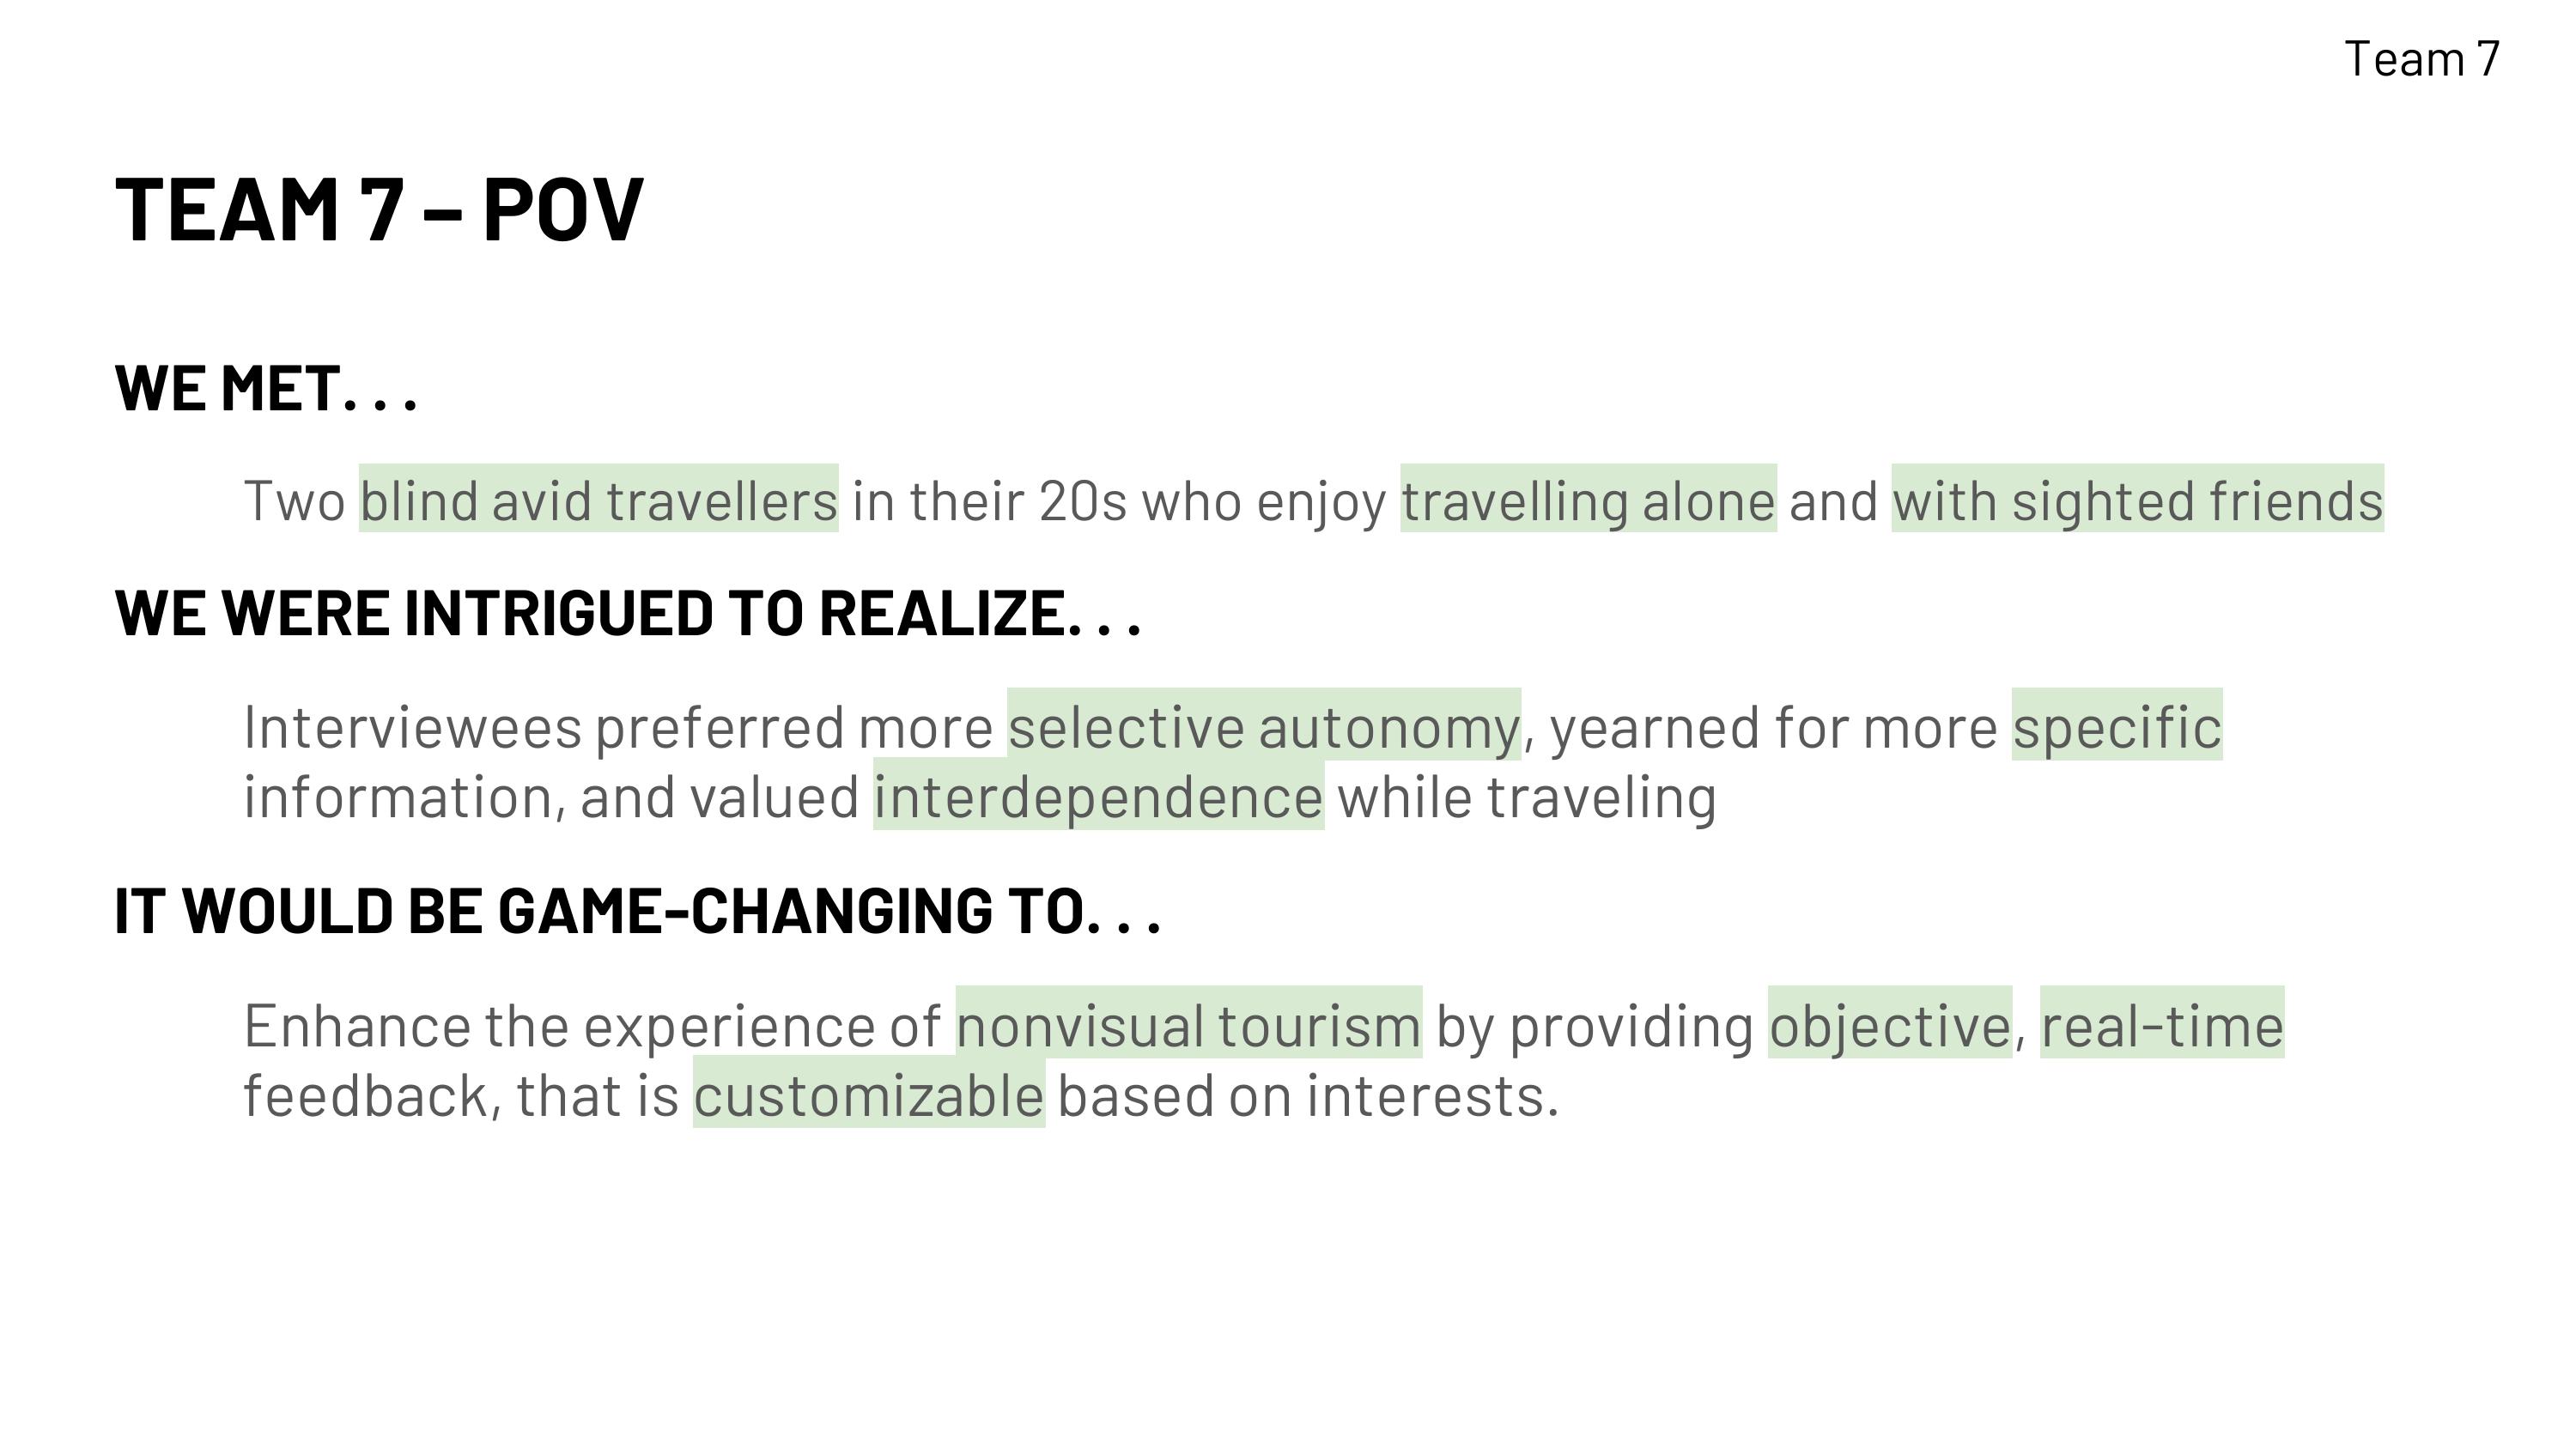 Team 7
TEAM 7 – POV
WE MET. . .
Two blind avid travellers in their 20s who enjoy travelling alone and with sighted friends
WE WERE INTRIGUED TO REALIZE. . .
Interviewees preferred more selective autonomy, yearned for more specific
information, and valued interdependence while traveling
IT WOULD BE GAME-CHANGING TO. . .
Enhance the experience of nonvisual tourism by providing objective, real-time
feedback, that is customizable based on interests.